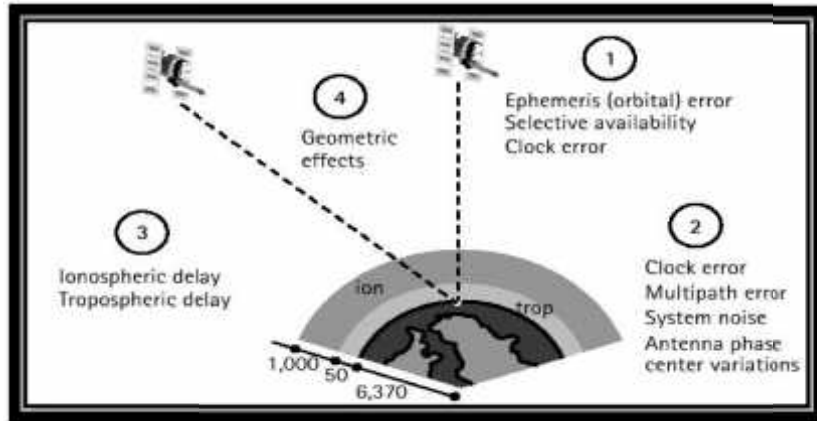 1
Ephemeris (orbital) error
Selective availability
Clock error
4
Geometric
effects
3
Ionospheric delay
Tropospheric delay
2
Clock error
Multipath error
System noise
Antenna phase
center variations
ion
trop
1,000
50
6,370